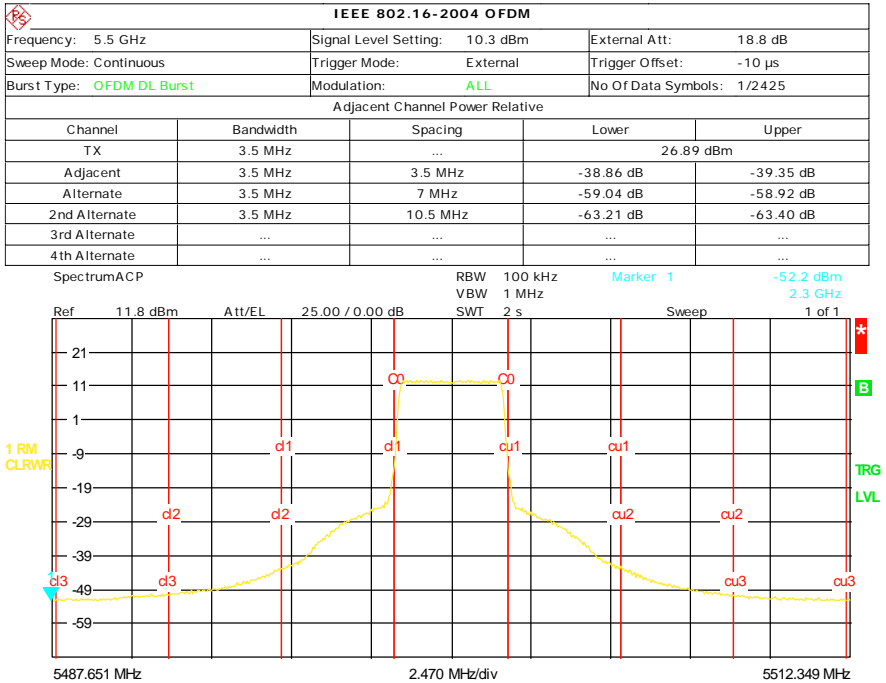 R&S
IEEE 802.16-2004 OFDM
Frequency: 5.5 GHz Signal Level Setting: 10.3 dBm External Att: 18.8 dB
Sweep Mode: Continuous Trigger Mode: External Trigger Offset: -10 µs
Burst Type: OFDM DL Burst Modulation: ALL No Of Data Symbols: 1/2425
Adjacent Channel Power Relative
Channel Bandwidth Spacing Lower Upper
TX 3.5 MHz ... 26.89 dBm
Adjacent 3.5 MHz 3.5 MHz -38.86 dB -39.35 dB
Alternate 3.5 MHz 7 MHz -59.04 dB -58.92 dB
2nd Alternate 3.5 MHz 10.5 MHz -63.21 dB -63.40 dB
3rd Alternate ... ... ... ...
4th Alternate ... ... ... ...
SpectrumACP RBW 100 kHz Marker 1 -52.2 dBm
VBW 1 MHz 2.3 GHz
Ref 11.8 dBm Att/EL 25.00 / 0.00 dB SWT 2 s Sweep 1 of 1
*
21
11 C0 C0 B
1
1 RM
CLRWR
-9 cl1 cl1 cu1 cu1
TRG
-19
LVL
-29 cl2 cl2 cu2 cu2
-39
1
cl3 cl3 cu3 cu3
-49
-59
5487.651 MHz 2.470 MHz/div 5512.349 MHz